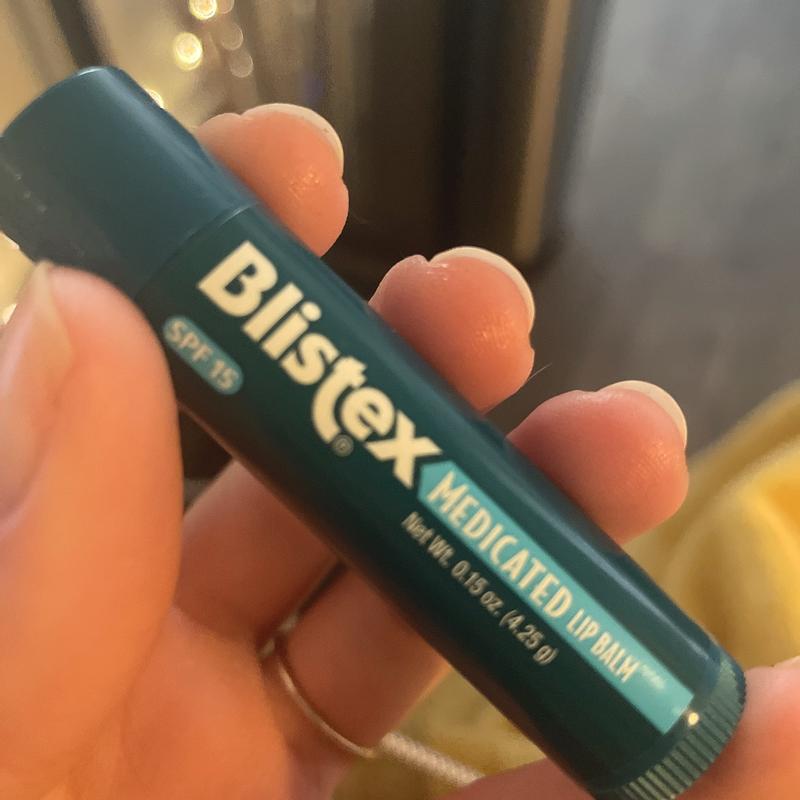 Blistex®
SPF 15
MEDICATED LIP BALM
Net Wt. 0.15 oz. (4.25 g)